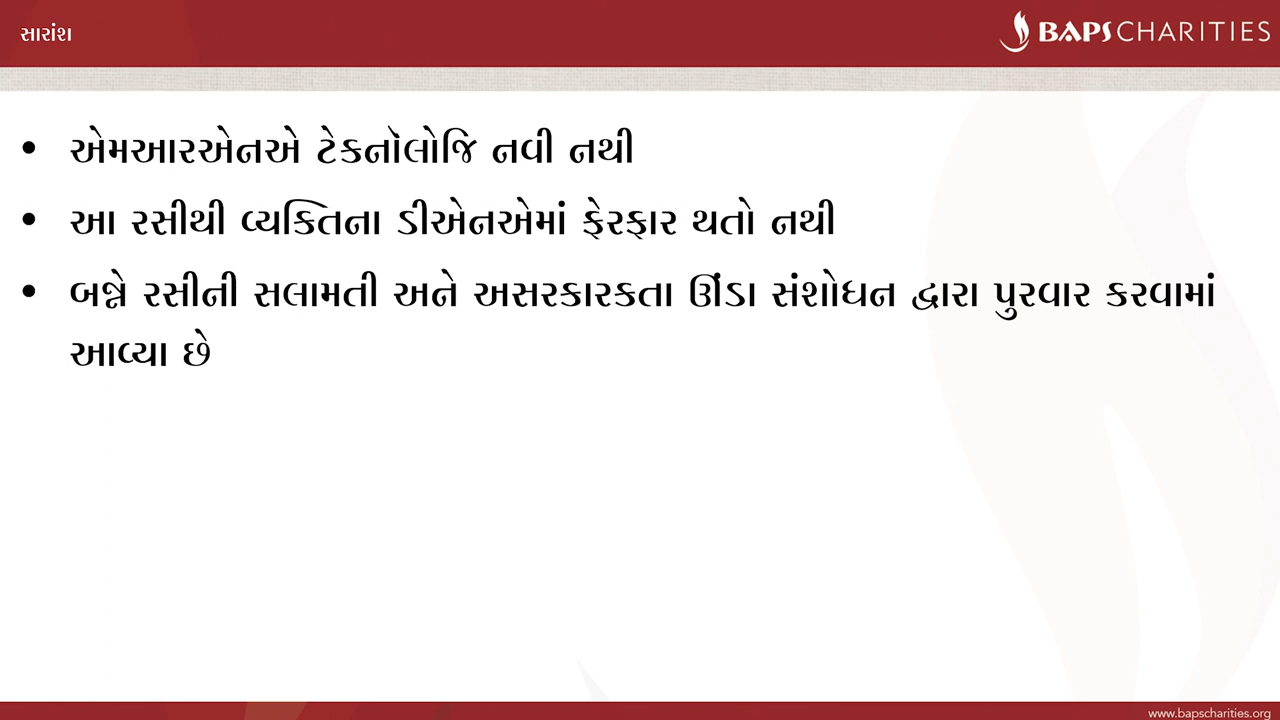 સારાંશ
BAPS CHARITIES
• એમઆરએનએ ટેકનૉલોજિ નવી નથી
• આ રસીથી વ્યક્તિના ડીએનએમાં ફેરફાર થતો નથી
• બન્ને રસીની સલામતી અને અસરકારકતા ઊંડા સંશોધન દ્વારા પુરવાર કરવામાં
આવ્યા છે
www.bapscharities.org